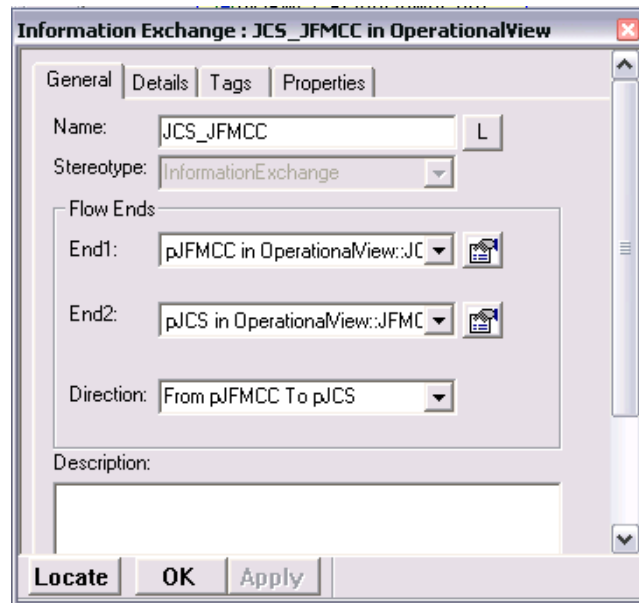 Information Exchange : JCS_JFMCC in OperationalView
General Details Tags Properties
Name: JCS_JFMCC L
Stereotype: InformationExchange
Flow Ends
End1: pJFMCC in OperationalView::JC
End2: pJCS in OperationalView::JFMC
Direction: From pJFMCC To pJCS
Description:
Locate OK Apply